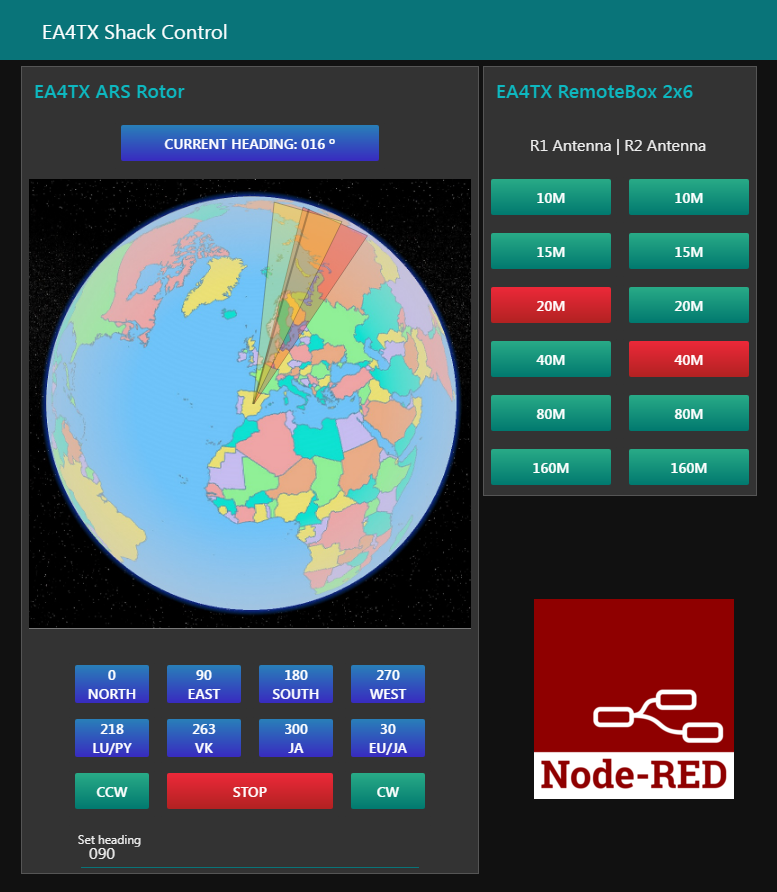 EA4TX Shack Control
EA4TX ARS Rotor
CURRENT HEADING: 016 º
0
NORTH
90
EAST
180
SOUTH
270
WEST
218
LU/PY
263
VK
300
JA
30
EU/JA
CCW
STOP
CW
Set heading
090
EA4TX RemoteBox 2x6
R1 Antenna | R2 Antenna
10M 10M
15M 15M
20M 20M
40M 40M
80M 80M
160M 160M
Node-RED